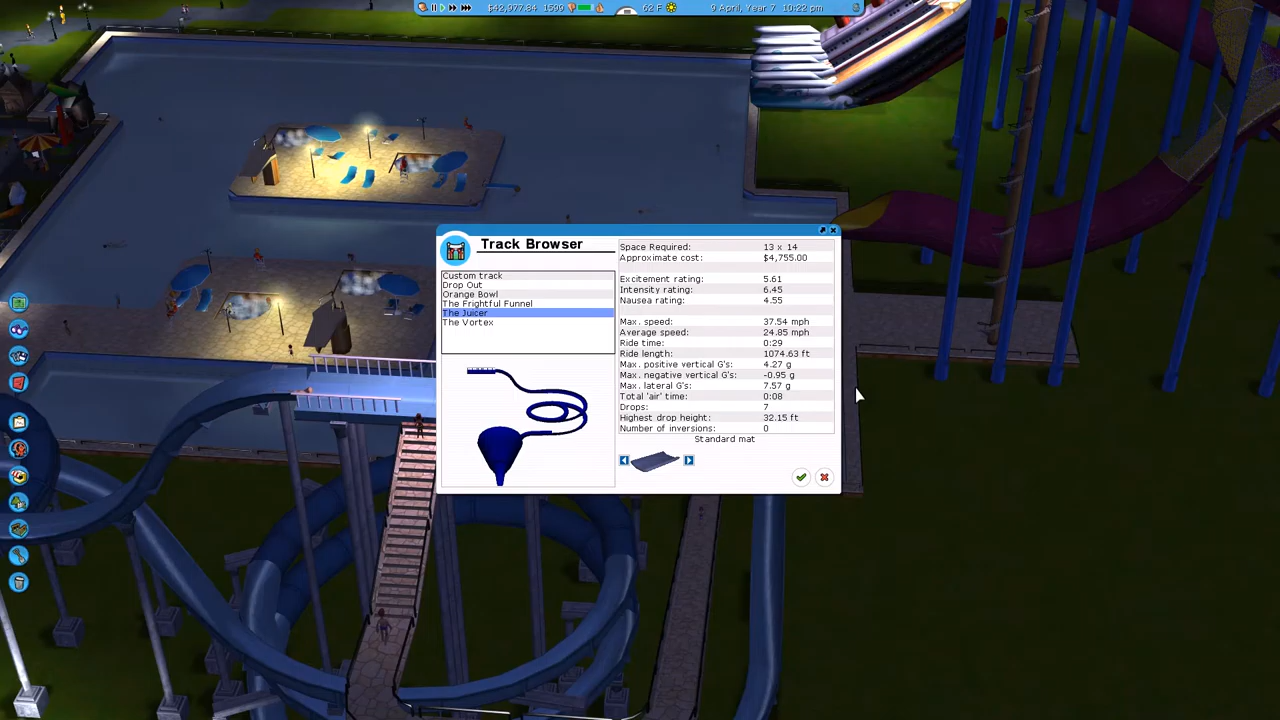 $42,977.84 1599 62 F 9 April, Year 7 10:22 pm
Track Browser
Custom track
Drop Out
Orange Bowl
The Frightful Funnel
The Juicer
The Vortex
Space Required: 13 x 14
Approximate cost: $4,755.00
Excitement rating: 5.61
Intensity rating: 6.45
Nausea rating: 4.55
Max. speed: 37.54 mph
Average speed: 24.85 mph
Ride time: 0:29
Ride length: 1074.63 ft
Max. positive vertical G's: 4.27 g
Max. negative vertical G's: -0.95 g
Max. lateral G's: 7.57 g
Total 'air' time: 0:08
Drops: 7
Highest drop height: 32.15 ft
Number of inversions: 0
Standard mat